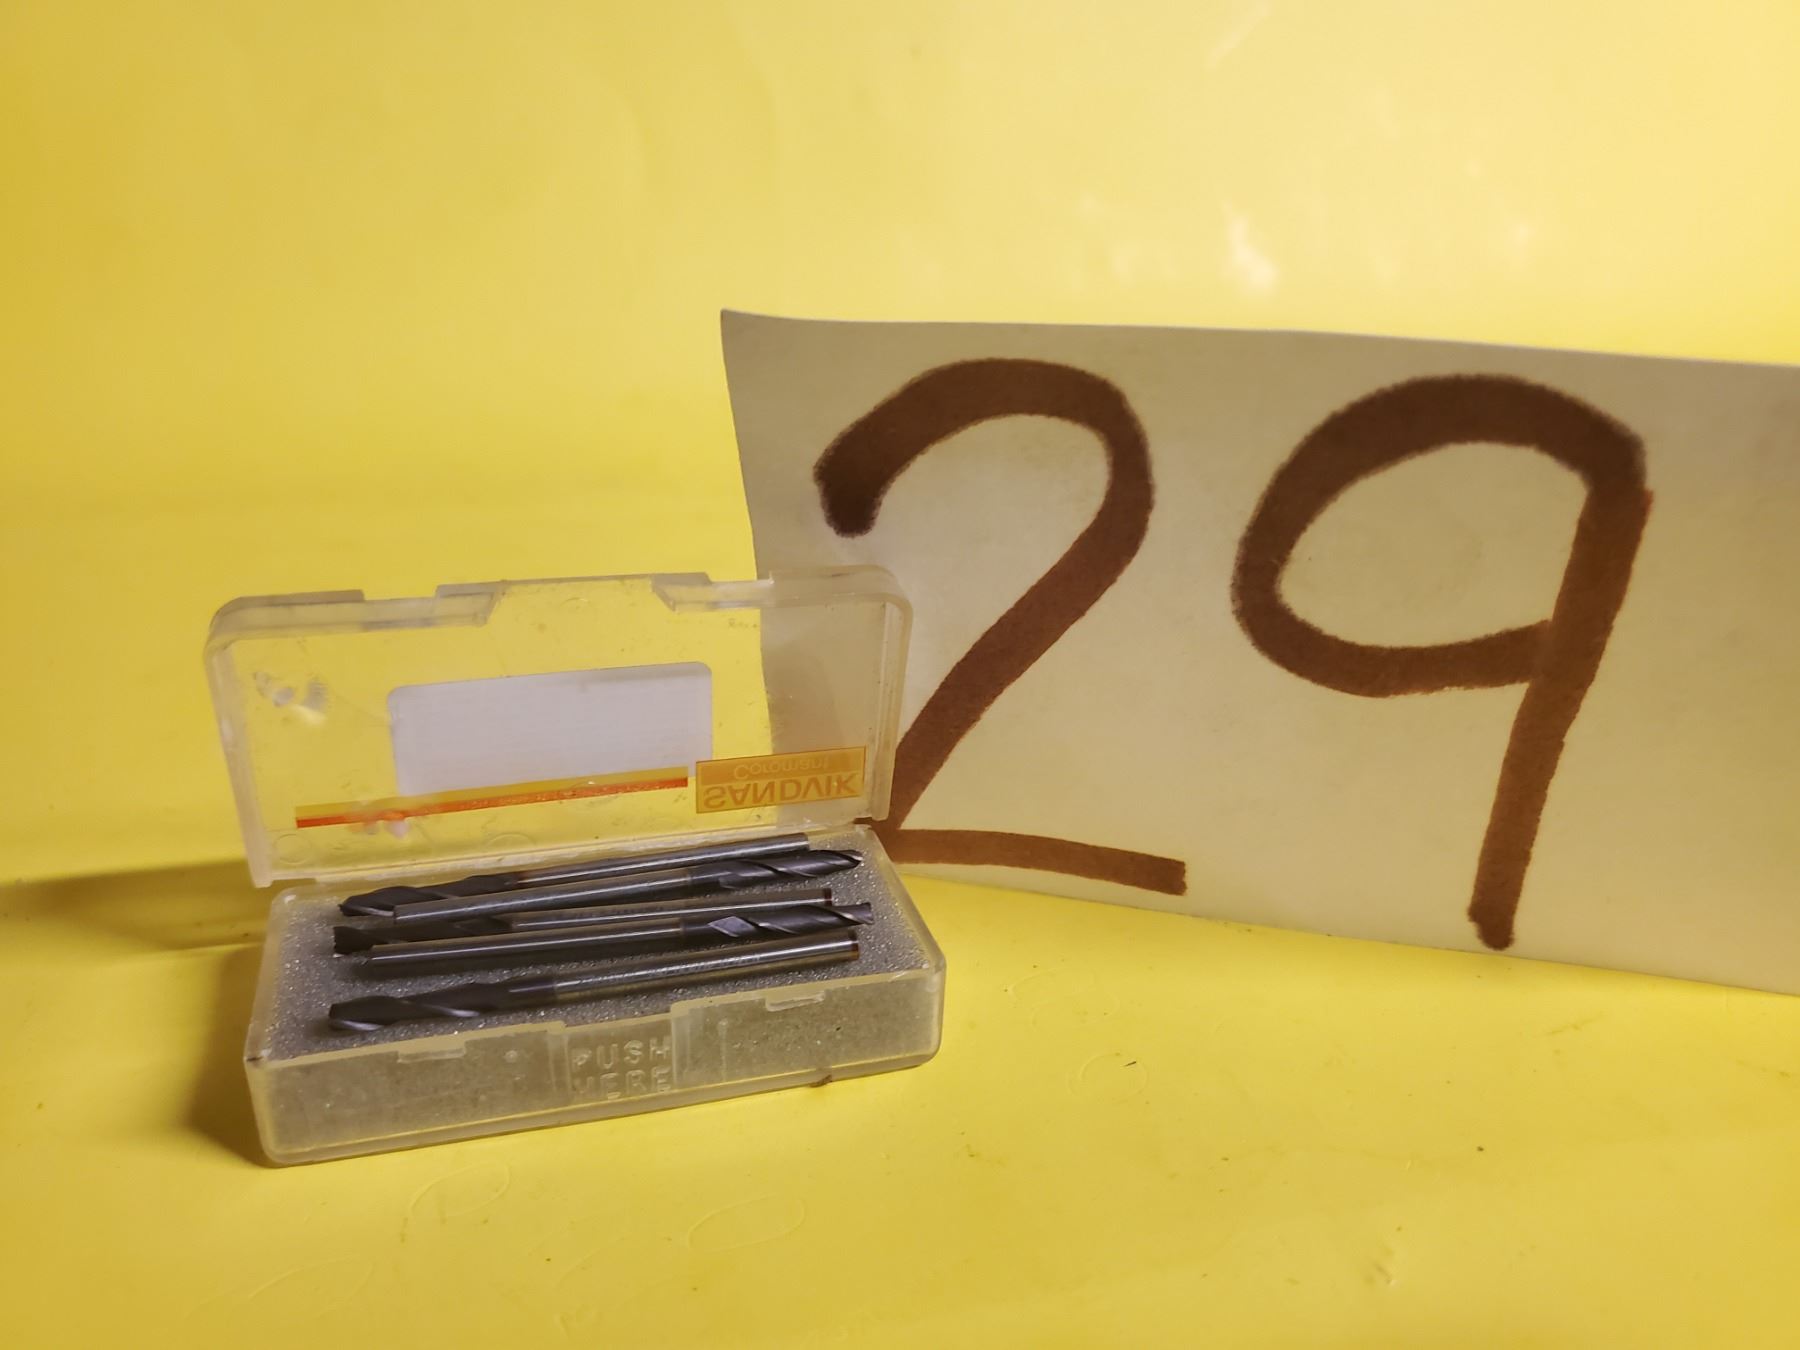 29
Coromant
SANDVIK
PUSH
HERE